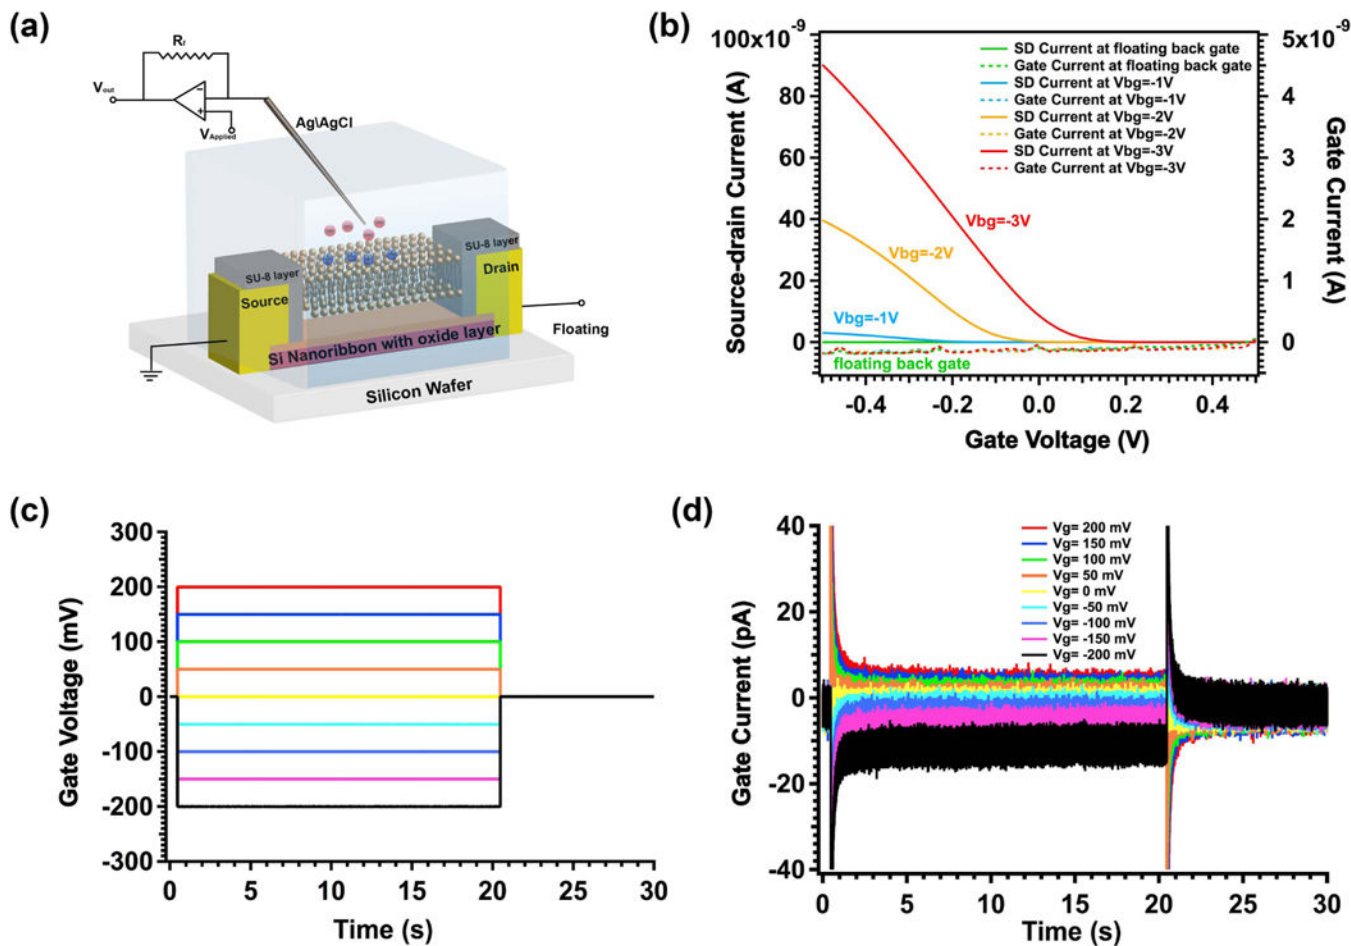 (a)
Rf
Vout
VApplied
Ag\AgCl
SU-8 layer
SU-8 layer
Source
Drain
Floating
Si Nanoribbon with oxide layer
Silicon Wafer
(b)
100x10⁻⁹
80
60
40
20
0
Source-drain Current (A)
5x10⁻⁹
4
3
2
1
0
Gate Current (A)
SD Current at floating back gate
Gate Current at floating back gate
SD Current at Vbg=-1V
Gate Current at Vbg=-1V
SD Current at Vbg=-2V
Gate Current at Vbg=-2V
SD Current at Vbg=-3V
Gate Current at Vbg=-3V
Vbg=-3V
Vbg=-2V
Vbg=-1V
floating back gate
-0.4 -0.2 0.0 0.2 0.4
Gate Voltage (V)
(c)
300
200
100
0
-100
-200
-300
Gate Voltage (mV)
0 5 10 15 20 25 30
Time (s)
(d)
40
20
0
-20
-40
Gate Current (pA)
Vg= 200 mV
Vg= 150 mV
Vg= 100 mV
Vg= 50 mV
Vg= 0 mV
Vg= -50 mV
Vg= -100 mV
Vg= -150 mV
Vg= -200 mV
0 5 10 15 20 25 30
Time (s)